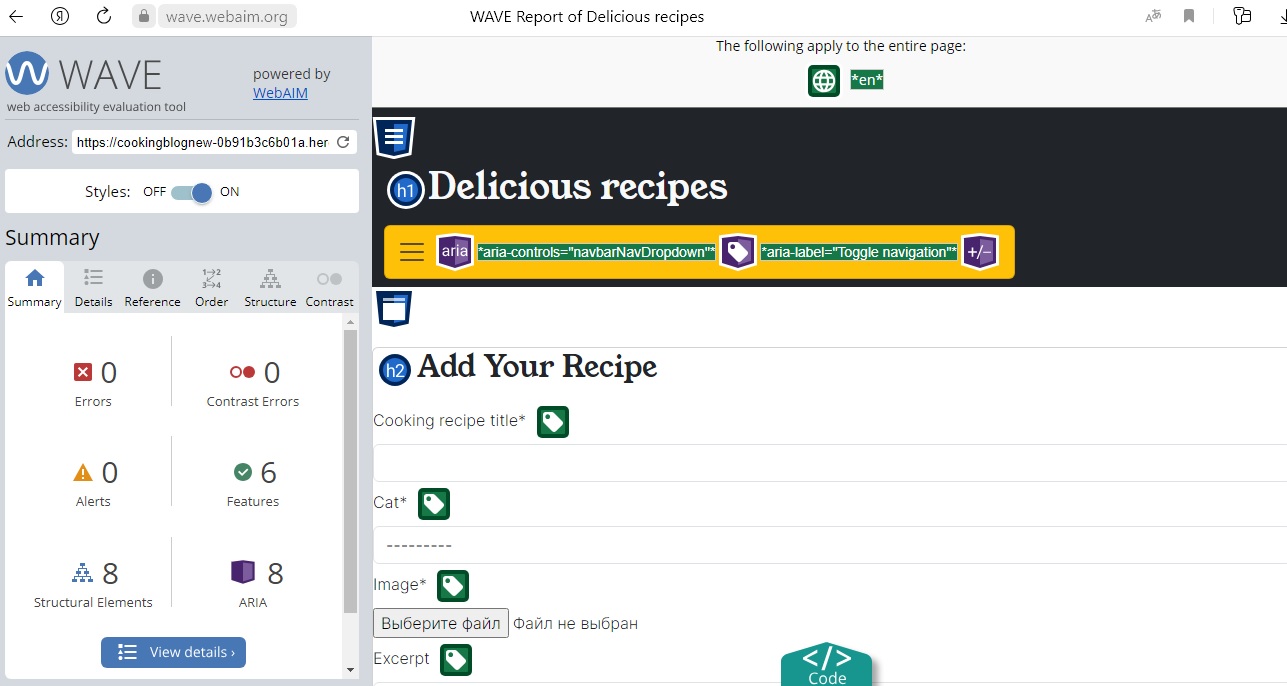 wave.webaim.org
WAVE Report of Delicious recipes
WAVE
web accessibility evaluation tool
powered by
WebAIM
Address:
https://cookingblognew-0b91b3c6b01a.her
Styles:
OFF
ON
Summary
Summary
Details
Reference
Order
Structure
Contrast
0
Errors
0
Contrast Errors
0
Alerts
6
Features
8
Structural Elements
8
ARIA
View details ›
The following apply to the entire page:
*en*
h1 Delicious recipes
aria *aria-controls="navbarNavDropdown"* *aria-label="Toggle navigation"* +/−
h2 Add Your Recipe
Cooking recipe title*
Cat*
---------
Image*
Выберите файл Файл не выбран
Excerpt
</>
Code